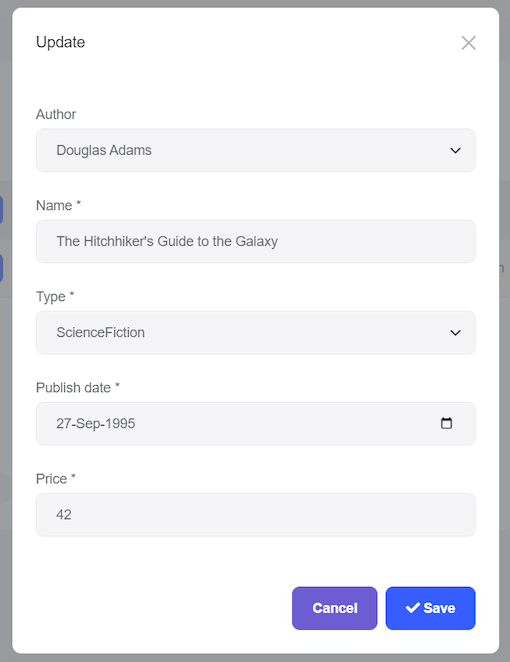 Update
Author
Douglas Adams
Name *
The Hitchhiker's Guide to the Galaxy
Type *
ScienceFiction
Publish date *
27-Sep-1995
Price *
42
Cancel
Save